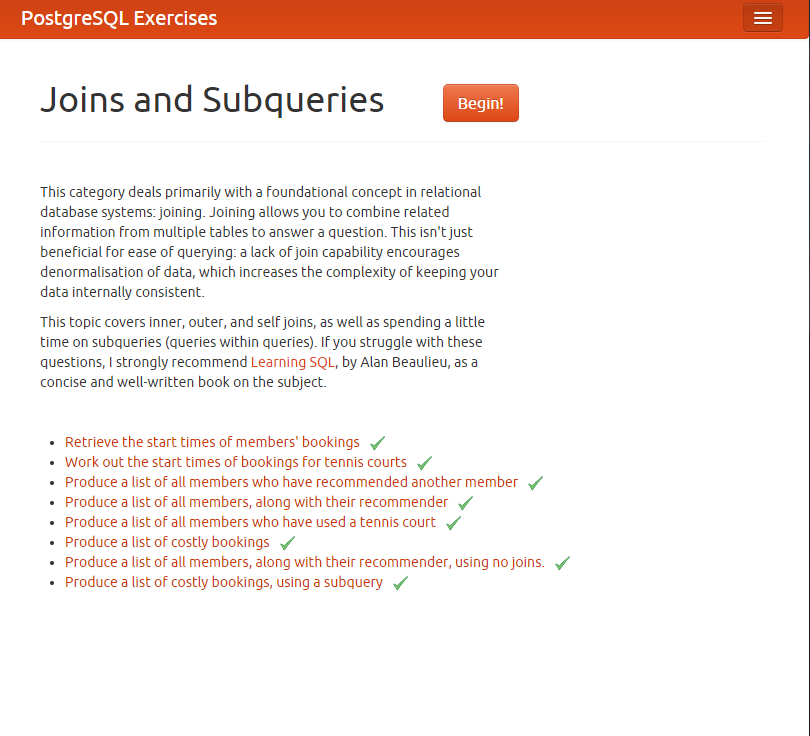 PostgreSQL Exercises
Joins and Subqueries
Begin!
This category deals primarily with a foundational concept in relational
database systems: joining. Joining allows you to combine related
information from multiple tables to answer a question. This isn't just
beneficial for ease of querying: a lack of join capability encourages
denormalisation of data, which increases the complexity of keeping your
data internally consistent.
This topic covers inner, outer, and self joins, as well as spending a little
time on subqueries (queries within queries). If you struggle with these
questions, I strongly recommend Learning SQL, by Alan Beaulieu, as a
concise and well-written book on the subject.
Retrieve the start times of members' bookings
Work out the start times of bookings for tennis courts
Produce a list of all members who have recommended another member
Produce a list of all members, along with their recommender
Produce a list of all members who have used a tennis court
Produce a list of costly bookings
Produce a list of all members, along with their recommender, using no joins.
Produce a list of costly bookings, using a subquery